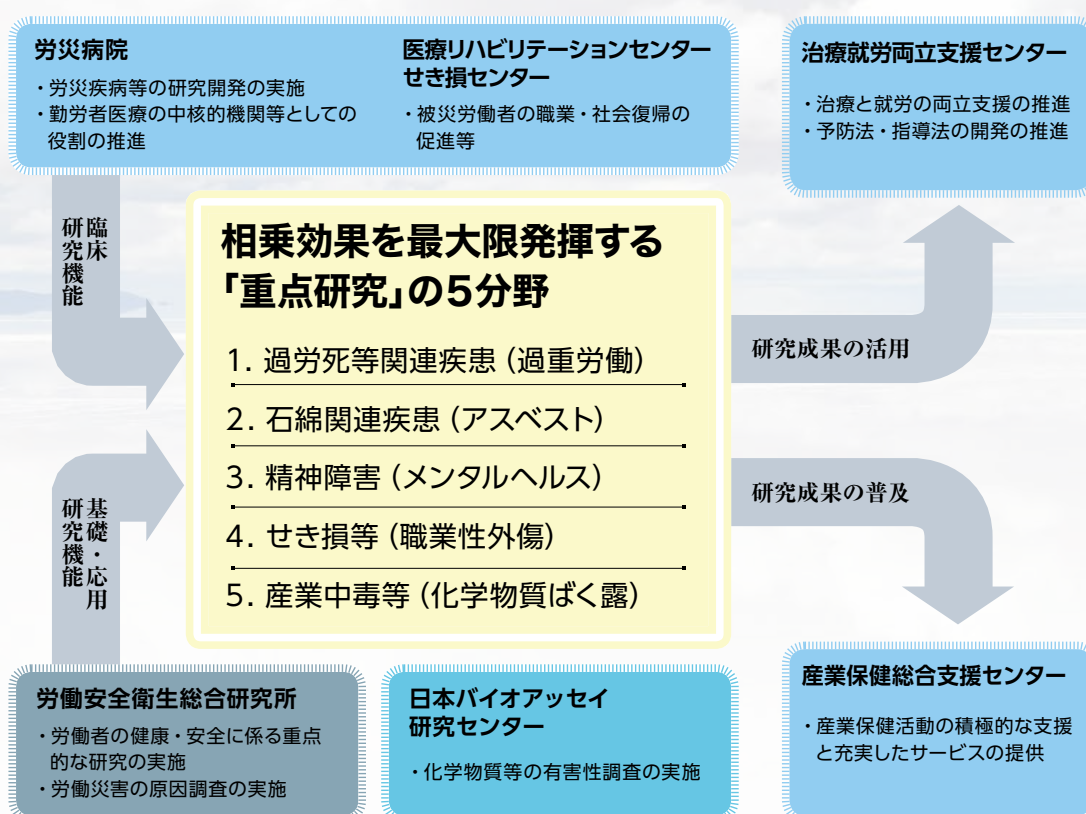 労災病院
・労災疾病等の研究開発の実施
・勤労者医療の中核的機関等としての
役割の推進
医療リハビリテーションセンター
せき損センター
・被災労働者の職業・社会復帰の
促進等
治療就労両立支援センター
・治療と就労の両立支援の推進
・予防法・指導法の開発の推進
臨床
研究機能
相乗効果を最大限発揮する
「重点研究」の5分野
1. 過労死等関連疾患（過重労働）
2. 石綿関連疾患（アスベスト）
3. 精神障害（メンタルヘルス）
4. せき損等（職業性外傷）
5. 産業中毒等（化学物質ばく露）
研究成果の活用
研究成果の普及
基礎・応用
研究機能
労働安全衛生総合研究所
・労働者の健康・安全に係る重点
的な研究の実施
・労働災害の原因調査の実施
日本バイオアッセイ
研究センター
・化学物質等の有害性調査の実施
産業保健総合支援センター
・産業保健活動の積極的な支援
と充実したサービスの提供